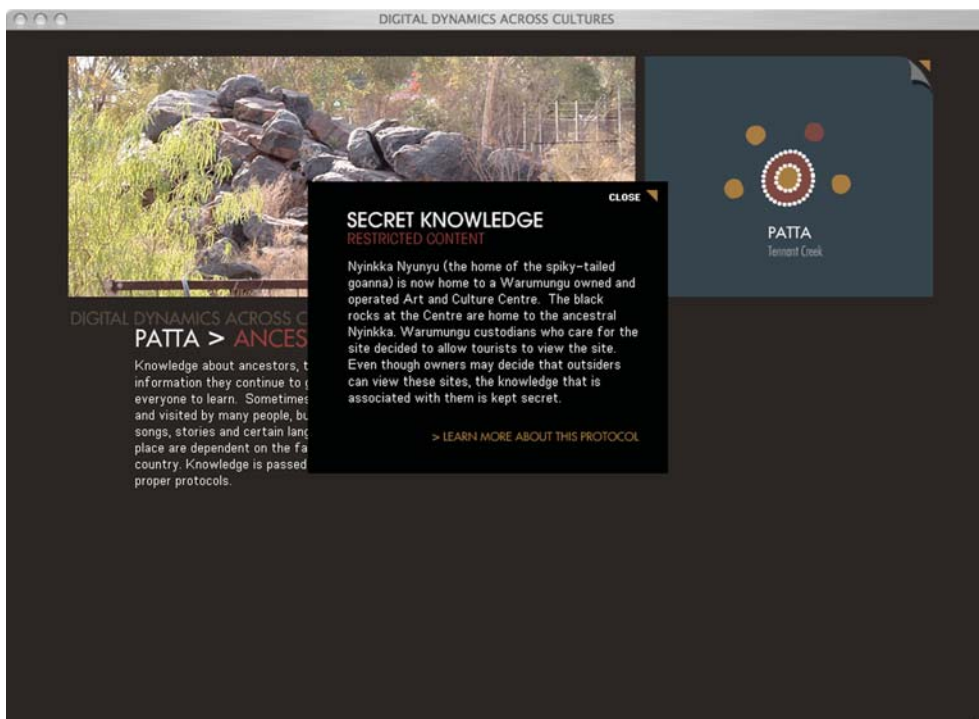 DIGITAL DYNAMICS ACROSS CULTURES
CLOSE
SECRET KNOWLEDGE
RESTRICTED CONTENT
Nyinkka Nyunyu (the home of the spiky-tailed
goanna) is now home to a Warumungu owned and
operated Art and Culture Centre. The black
rocks at the Centre are home to the ancestral
Nyinkka. Warumungu custodians who care for the
site decided to allow tourists to view the site.
Even though owners may decide that outsiders
can view these sites, the knowledge that is
associated with them is kept secret.
> LEARN MORE ABOUT THIS PROTOCOL
PATTA
Tennant Creek
DIGITAL DYNAMICS ACROSS C
PATTA > ANCES
Knowledge about ancestors, t
information they continue to g
everyone to learn. Sometimes
and visited by many people, bu
songs, stories and certain lang
place are dependent on the fa
country. Knowledge is passed
proper protocols.